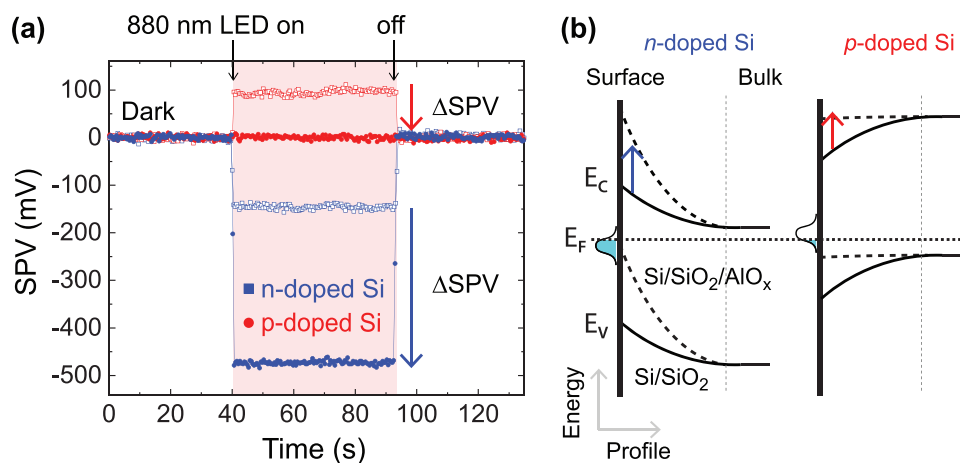 (a)
880 nm LED on
off
Dark
ΔSPV
ΔSPV
n-doped Si
p-doped Si
SPV (mV)
100
0
-100
-200
-300
-400
-500
0
20
40
60
80
100
120
Time (s)
(b)
n-doped Si
p-doped Si
Surface
Bulk
E_C
E_F
Si/SiO₂/AlOₓ
E_V
Si/SiO₂
Energy
Profile